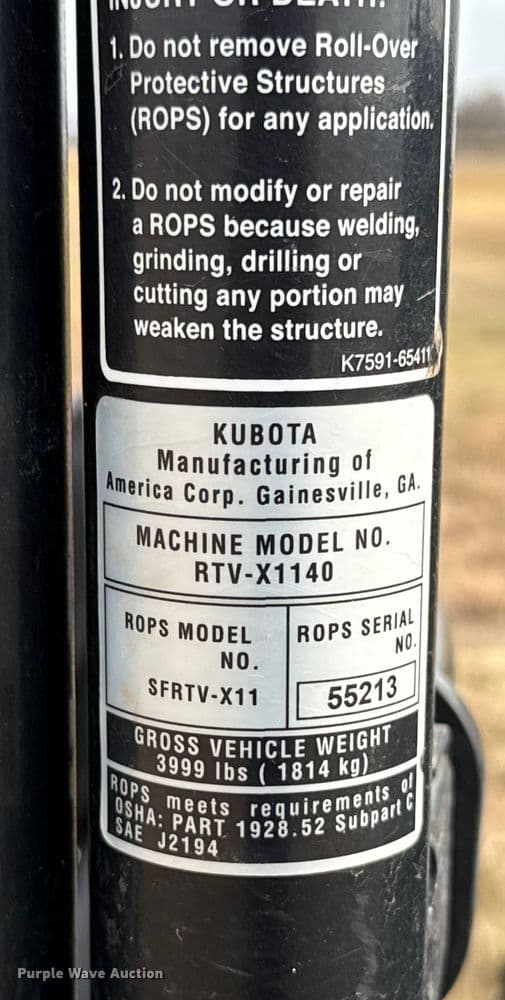 INJURY OR DEATH:
1. Do not remove Roll-Over
Protective Structures
(ROPS) for any application.
2. Do not modify or repair
a ROPS because welding,
grinding, drilling or
cutting any portion may
weaken the structure.
K7591-65411
KUBOTA
Manufacturing of
America Corp. Gainesville, GA.
MACHINE MODEL NO.
RTV-X1140
ROPS MODEL
NO.
SFRTV-X11
ROPS SERIAL
NO.
55213
GROSS VEHICLE WEIGHT
3999 lbs ( 1814 kg)
ROPS meets requirements of
OSHA: PART 1928.52 Subpart C
SAE J2194
Purple Wave Auction